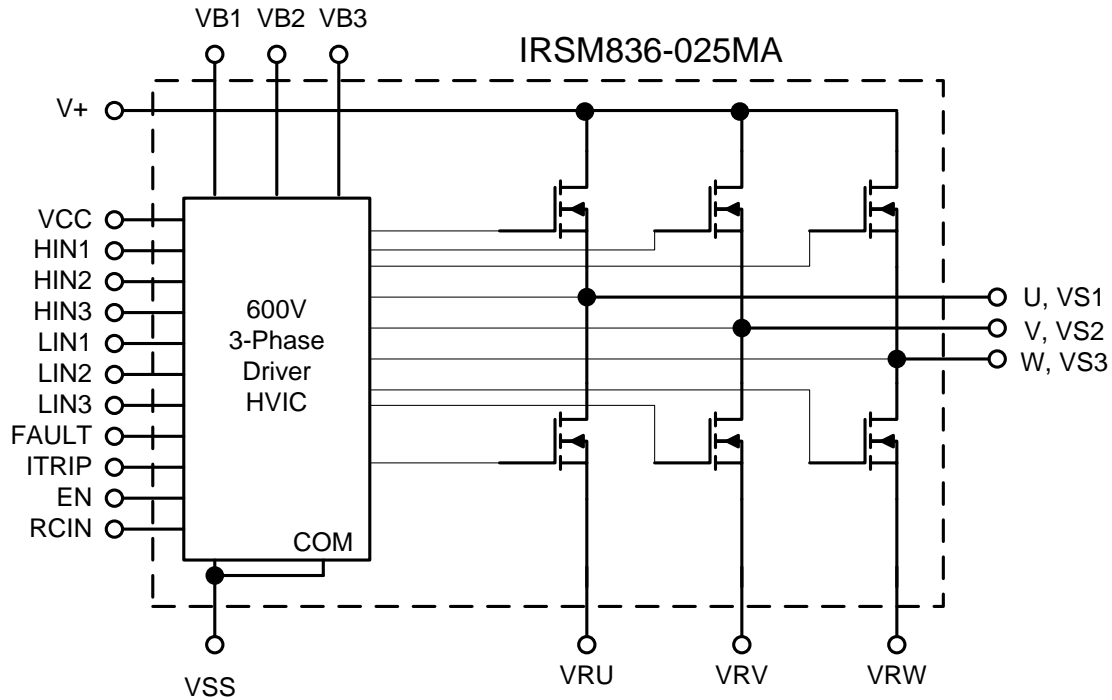 VB1 VB2 VB3
IRSM836-025MA
V+
VCC
HIN1
HIN2
HIN3
LIN1
LIN2
LIN3
FAULT
ITRIP
EN
RCIN
600V
3-Phase
Driver
HVIC
COM
U, VS1
V, VS2
W, VS3
VSS
VRU
VRV
VRW